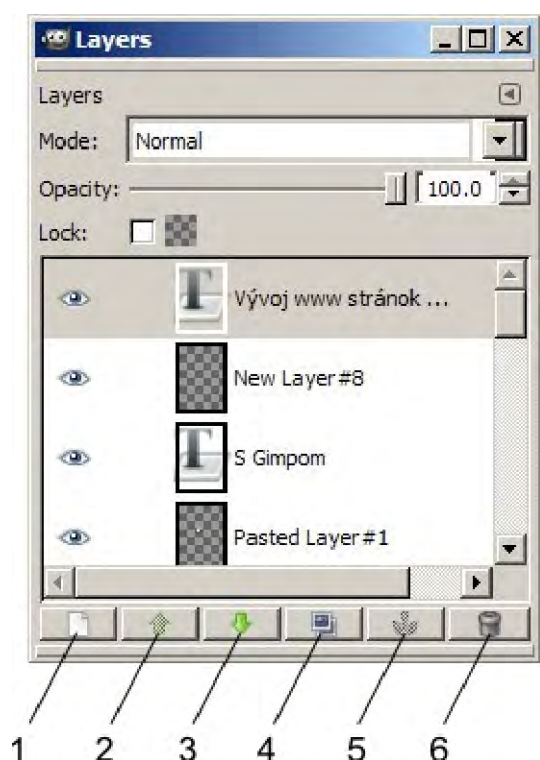 Layers
Layers
Mode: Normal
Opacity: 100.0
Lock:
Vývoj www stránok ...
New Layer#8
S Gimpom
Pasted Layer#1
1 2 3 4 5 6